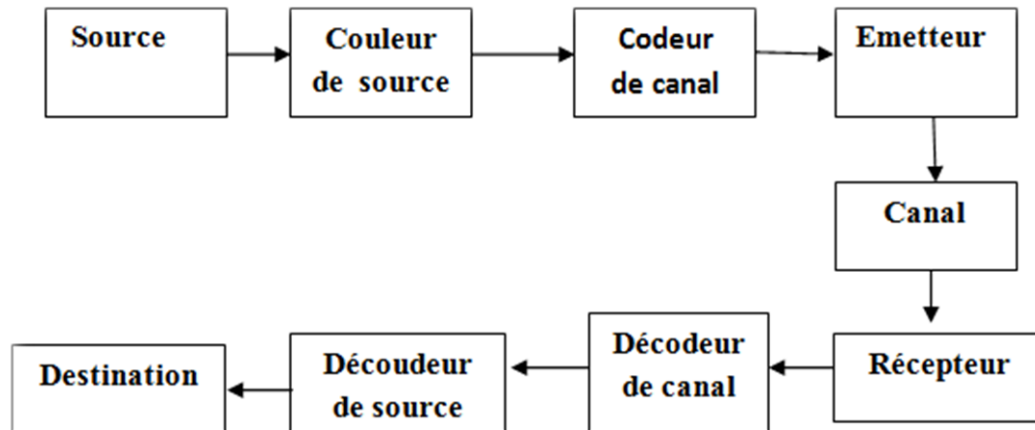 Source
Couleur
de source
Codeur
de canal
Emetteur
Canal
Récepteur
Décodeur
de canal
Découdeur
de source
Destination